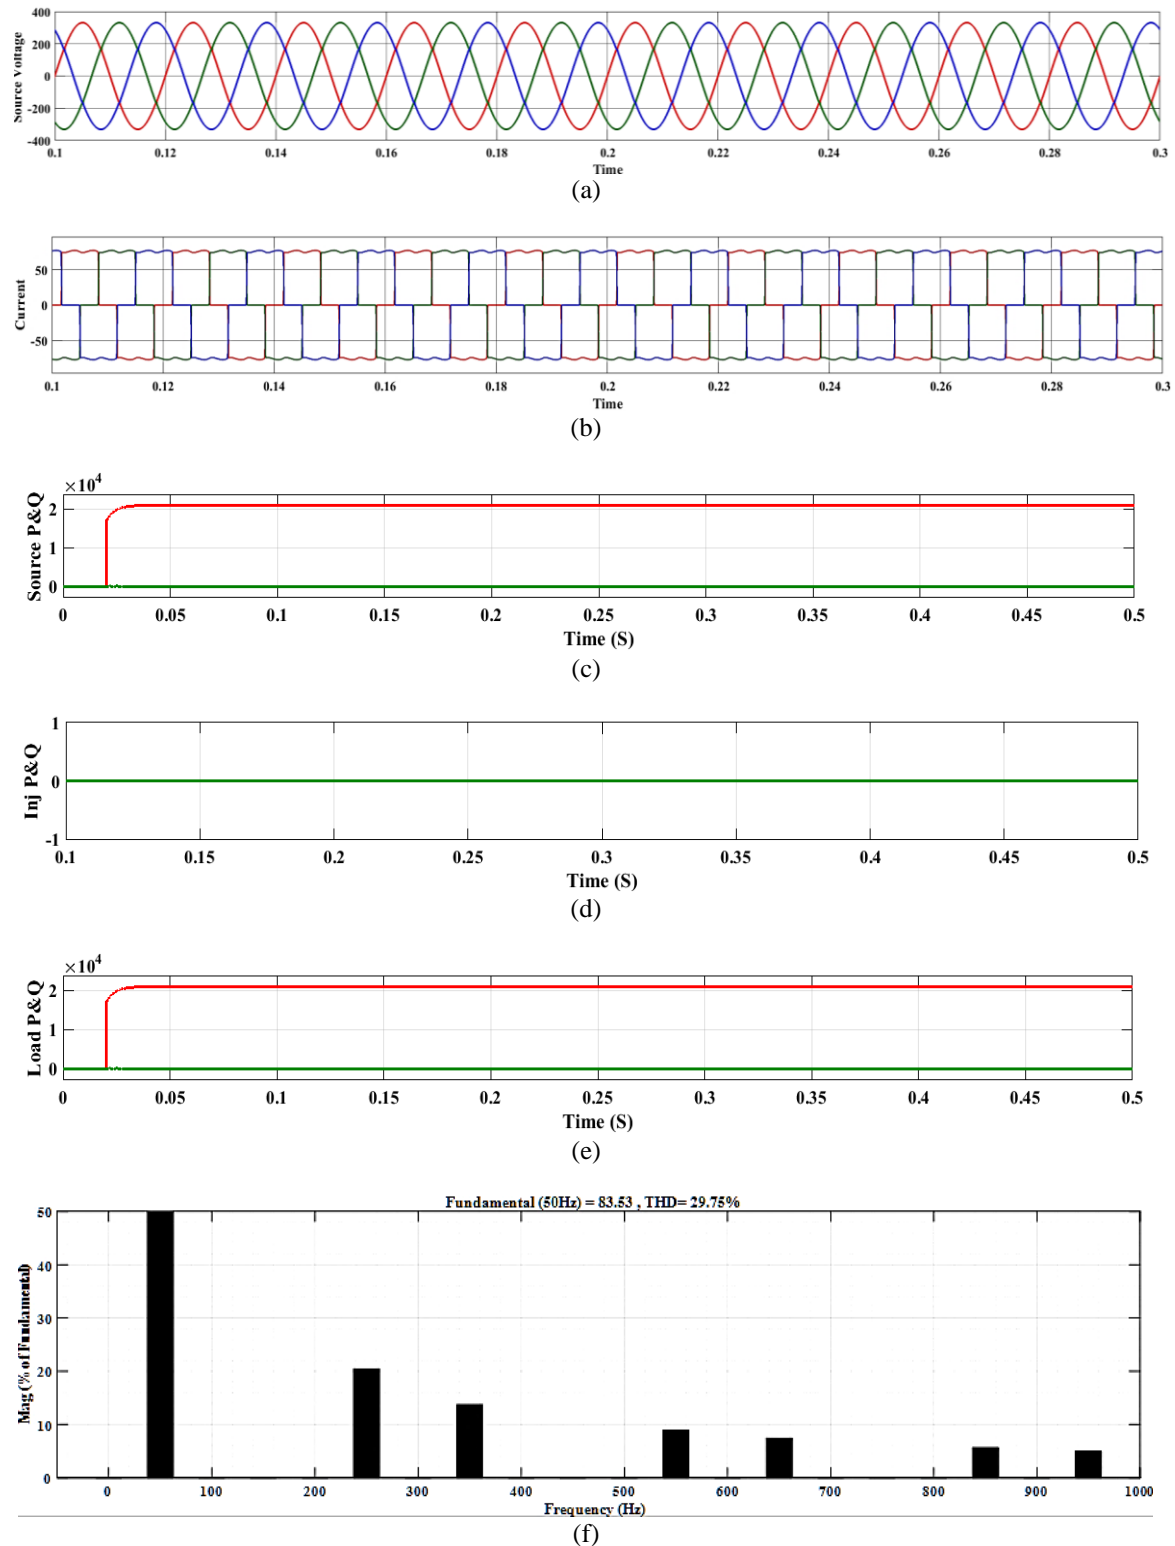 400
200
0
-200
-400
Source Voltage
0.1 0.12 0.14 0.16 0.18 0.2 0.22 0.24 0.26 0.28 0.3
Time
(a)
50
0
-50
Current
0.1 0.12 0.14 0.16 0.18 0.2 0.22 0.24 0.26 0.28 0.3
Time
(b)
×10⁴
2
1
0
Source P&Q
0 0.05 0.1 0.15 0.2 0.25 0.3 0.35 0.4 0.45 0.5
Time (S)
(c)
1
0
-1
Inj P&Q
0.1 0.15 0.2 0.25 0.3 0.35 0.4 0.45 0.5
Time (S)
(d)
×10⁴
2
1
0
Load P&Q
0 0.05 0.1 0.15 0.2 0.25 0.3 0.35 0.4 0.45 0.5
Time (S)
(e)
Fundamental (50Hz) = 83.53 , THD= 29.75%
50
40
30
20
10
0
Mag (% of Fundamental)
0 100 200 300 400 500 600 700 800 900 1000
Frequency (Hz)
(f)